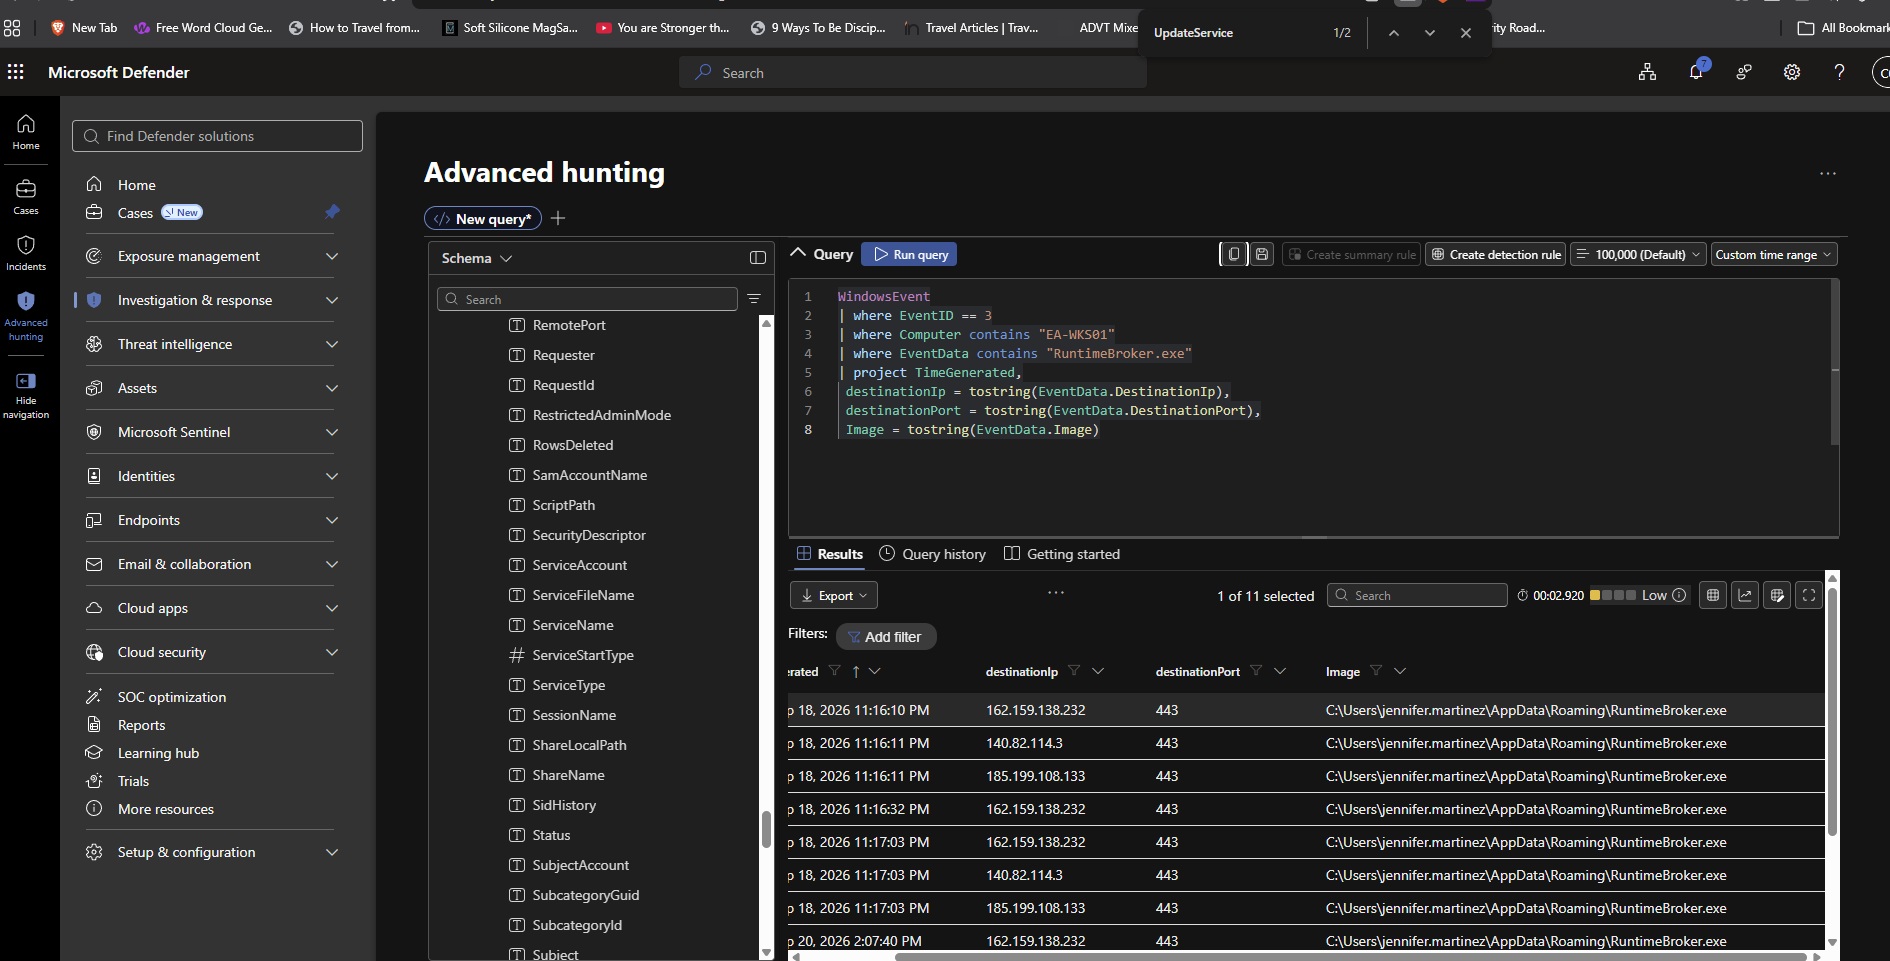 New Tab
Free Word Cloud Ge...
How to Travel from...
Soft Silicone MagSa...
You are Stronger th...
9 Ways To Be Discip...
Travel Articles | Trav...
ADVT Mixe
UpdateService
1/2
ity Road...
All Bookmark
Microsoft Defender
Search
7
Home
Cases
Incidents
Advanced
hunting
Hide
navigation
Find Defender solutions
Home
Cases
New
Exposure management
Investigation & response
Threat intelligence
Assets
Microsoft Sentinel
Identities
Endpoints
Email & collaboration
Cloud apps
Cloud security
SOC optimization
Reports
Learning hub
Trials
More resources
Setup & configuration
Advanced hunting
</> New query*
Schema
Search
RemotePort
Requester
RequestId
RestrictedAdminMode
RowsDeleted
SamAccountName
ScriptPath
SecurityDescriptor
ServiceAccount
ServiceFileName
ServiceName
# ServiceStartType
ServiceType
SessionName
ShareLocalPath
ShareName
SidHistory
Status
SubjectAccount
SubcategoryGuid
SubcategoryId
Subject
Query
Run query
Create summary rule
Create detection rule
100,000 (Default)
Custom time range
1 WindowsEvent
2 | where EventID == 3
3 | where Computer contains "EA-WKS01"
4 | where EventData contains "RuntimeBroker.exe"
5 | project TimeGenerated,
6 destinationIp = tostring(EventData.DestinationIp),
7 destinationPort = tostring(EventData.DestinationPort),
8 Image = tostring(EventData.Image)
Results
Query history
Getting started
Export
...
1 of 11 selected
Search
00:02.920
Low
Filters:
Add filter
erated destinationIp destinationPort Image
p 18, 2026 11:16:10 PM 162.159.138.232 443 C:\Users\jennifer.martinez\AppData\Roaming\RuntimeBroker.exe
p 18, 2026 11:16:11 PM 140.82.114.3 443 C:\Users\jennifer.martinez\AppData\Roaming\RuntimeBroker.exe
p 18, 2026 11:16:11 PM 185.199.108.133 443 C:\Users\jennifer.martinez\AppData\Roaming\RuntimeBroker.exe
p 18, 2026 11:16:32 PM 162.159.138.232 443 C:\Users\jennifer.martinez\AppData\Roaming\RuntimeBroker.exe
p 18, 2026 11:17:03 PM 162.159.138.232 443 C:\Users\jennifer.martinez\AppData\Roaming\RuntimeBroker.exe
p 18, 2026 11:17:03 PM 140.82.114.3 443 C:\Users\jennifer.martinez\AppData\Roaming\RuntimeBroker.exe
p 18, 2026 11:17:03 PM 185.199.108.133 443 C:\Users\jennifer.martinez\AppData\Roaming\RuntimeBroker.exe
p 20, 2026 2:07:40 PM 162.159.138.232 443 C:\Users\jennifer.martinez\AppData\Roaming\RuntimeBroker.exe